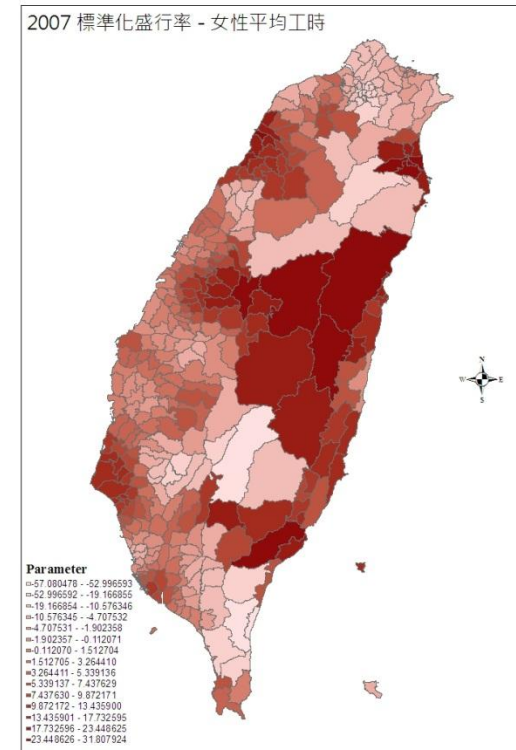 2007 標準化盛行率 - 女性平均工時
N
W E
S
Parameter
-57.080478 - -52.996593
-52.996592 - -19.166855
-19.166854 - -10.576346
-10.576345 - -4.707532
-4.707531 - -1.902358
-1.902357 - -0.112071
-0.112070 - 1.512704
1.512705 - 3.264410
3.264411 - 5.339136
5.339137 - 7.437629
7.437630 - 9.872171
9.872172 - 13.435900
13.435901 - 17.732595
17.732596 - 23.448625
23.448626 - 31.807924